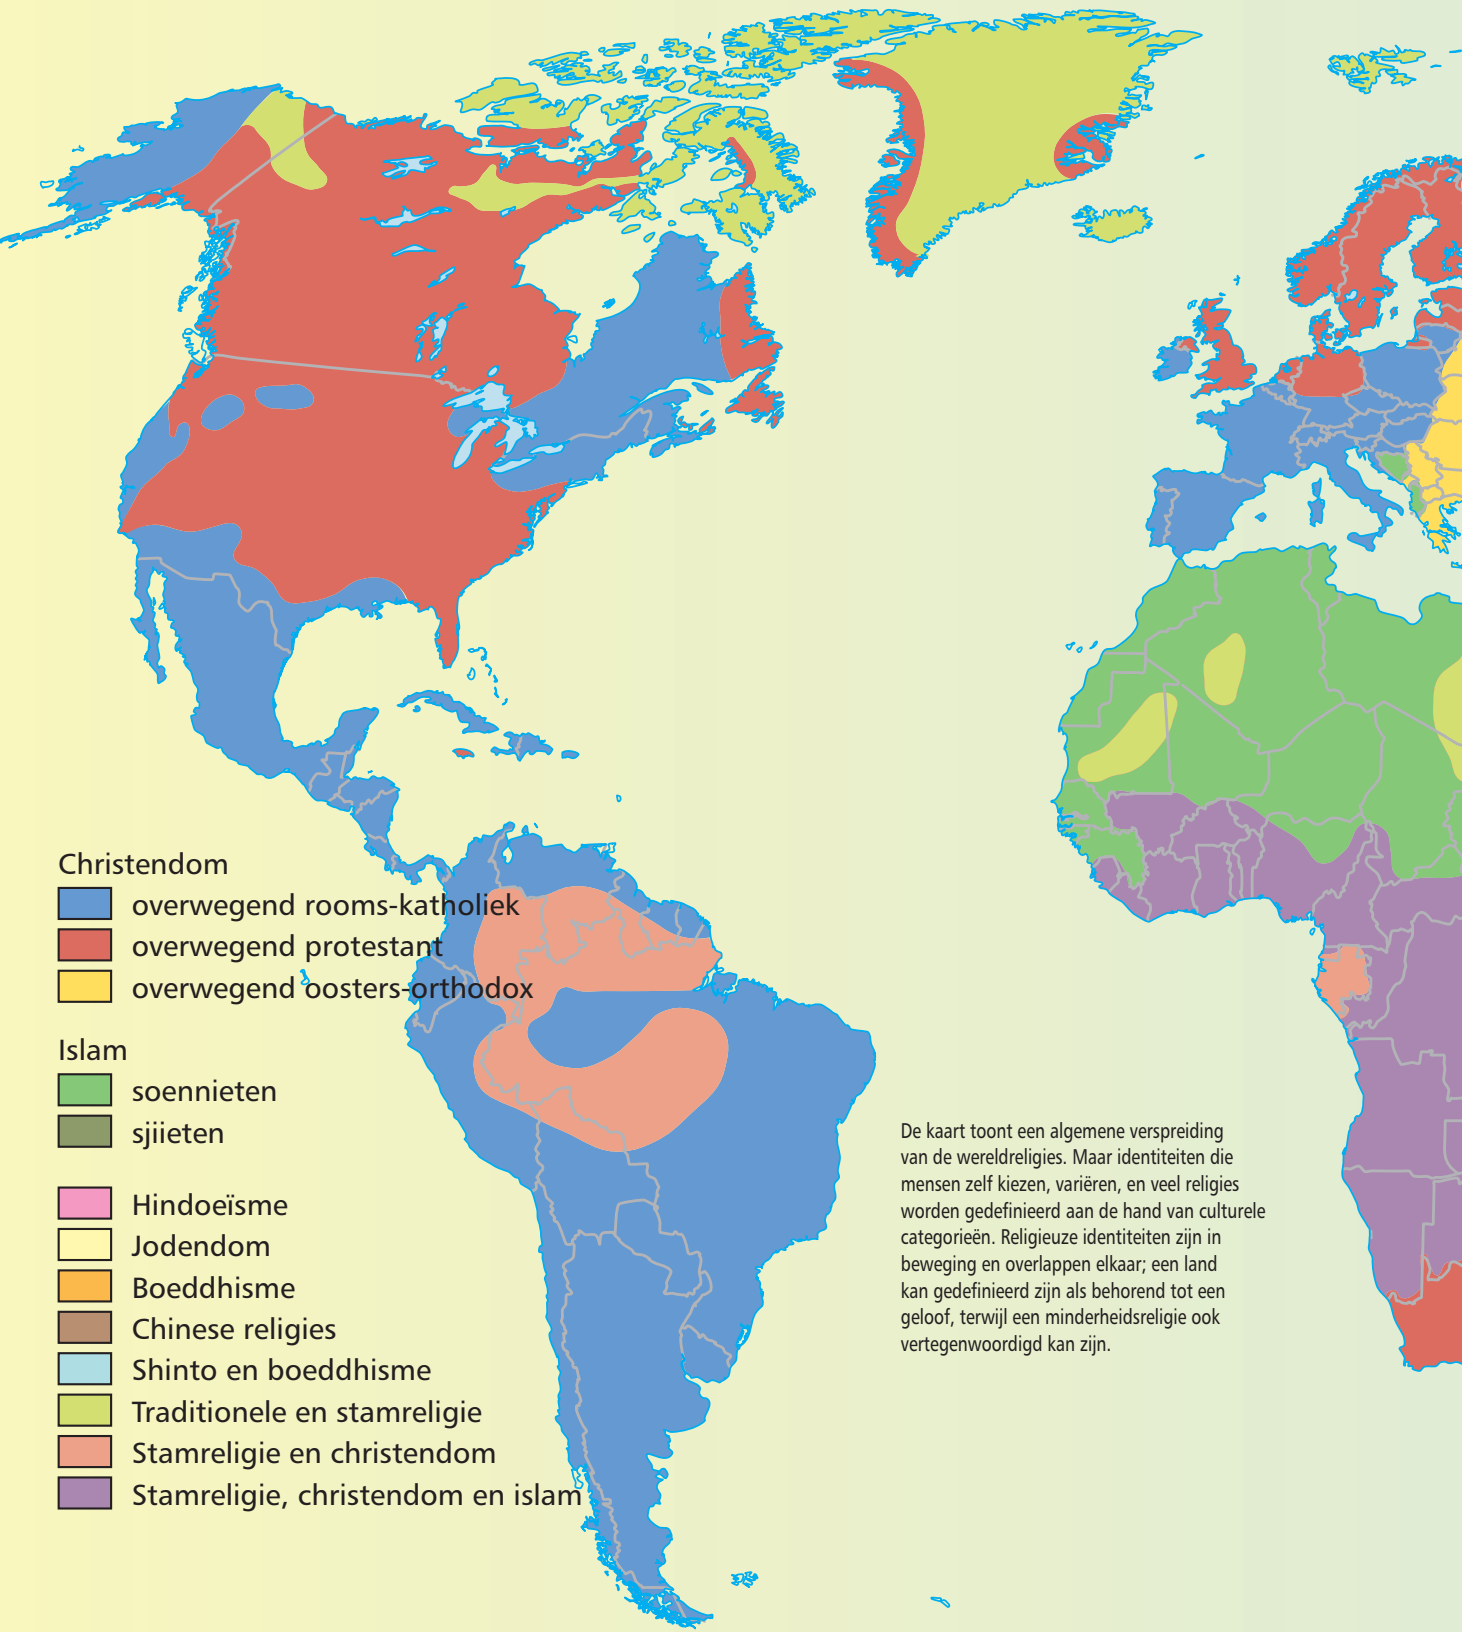 Christendom
overwegend rooms-katholiek
overwegend protestant
overwegend oosters-orthodox
Islam
soennieten
sjiieten
Hindoeïsme
Jodendom
Boeddhisme
Chinese religies
Shinto en boeddhisme
Traditionele en stamreligie
Stamreligie en christendom
Stamreligie, christendom en islam
De kaart toont een algemene verspreiding
van de wereldreligies. Maar identiteiten die
mensen zelf kiezen, variëren, en veel religies
worden gedefinieerd aan de hand van culturele
categorieën. Religieuze identiteiten zijn in
beweging en overlappen elkaar; een land
kan gedefinieerd zijn als behorend tot een
geloof, terwijl een minderheidsreligie ook
vertegenwoordigd kan zijn.